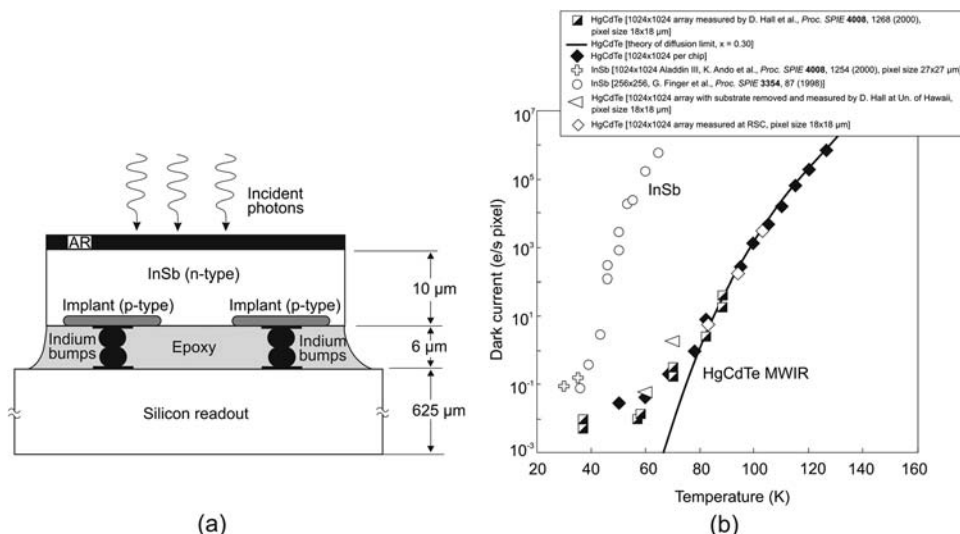 Incident
photons
AR
InSb (n-type)
10 µm
Implant (p-type) Implant (p-type)
Indium
bumps
Epoxy
Indium
bumps
6 µm
Silicon readout
625 µm
(a)
HgCdTe [1024x1024 array measured by D. Hall et al., Proc. SPIE 4008, 1268 (2000),
pixel size 18x18 µm]
HgCdTe [theory of diffusion limit, x = 0.30]
HgCdTe [1024x1024 per chip]
InSb [1024x1024 Aladdin III, K. Ando et al., Proc. SPIE 4008, 1254 (2000), pixel size 27x27 µm]
InSb [256x256, G. Finger et al., Proc. SPIE 3354, 87 (1998)]
HgCdTe [1024x1024 array with substrate removed and measured by D. Hall at Un. of Hawaii,
pixel size 18x18 µm]
HgCdTe [1024x1024 array measured at RSC, pixel size 18x18 µm]
Dark current (e/s pixel)
10⁷
10⁵
10³
10¹
10⁻¹
10⁻³
InSb
HgCdTe MWIR
20 40 60 80 100 120 140 160
Temperature (K)
(b)